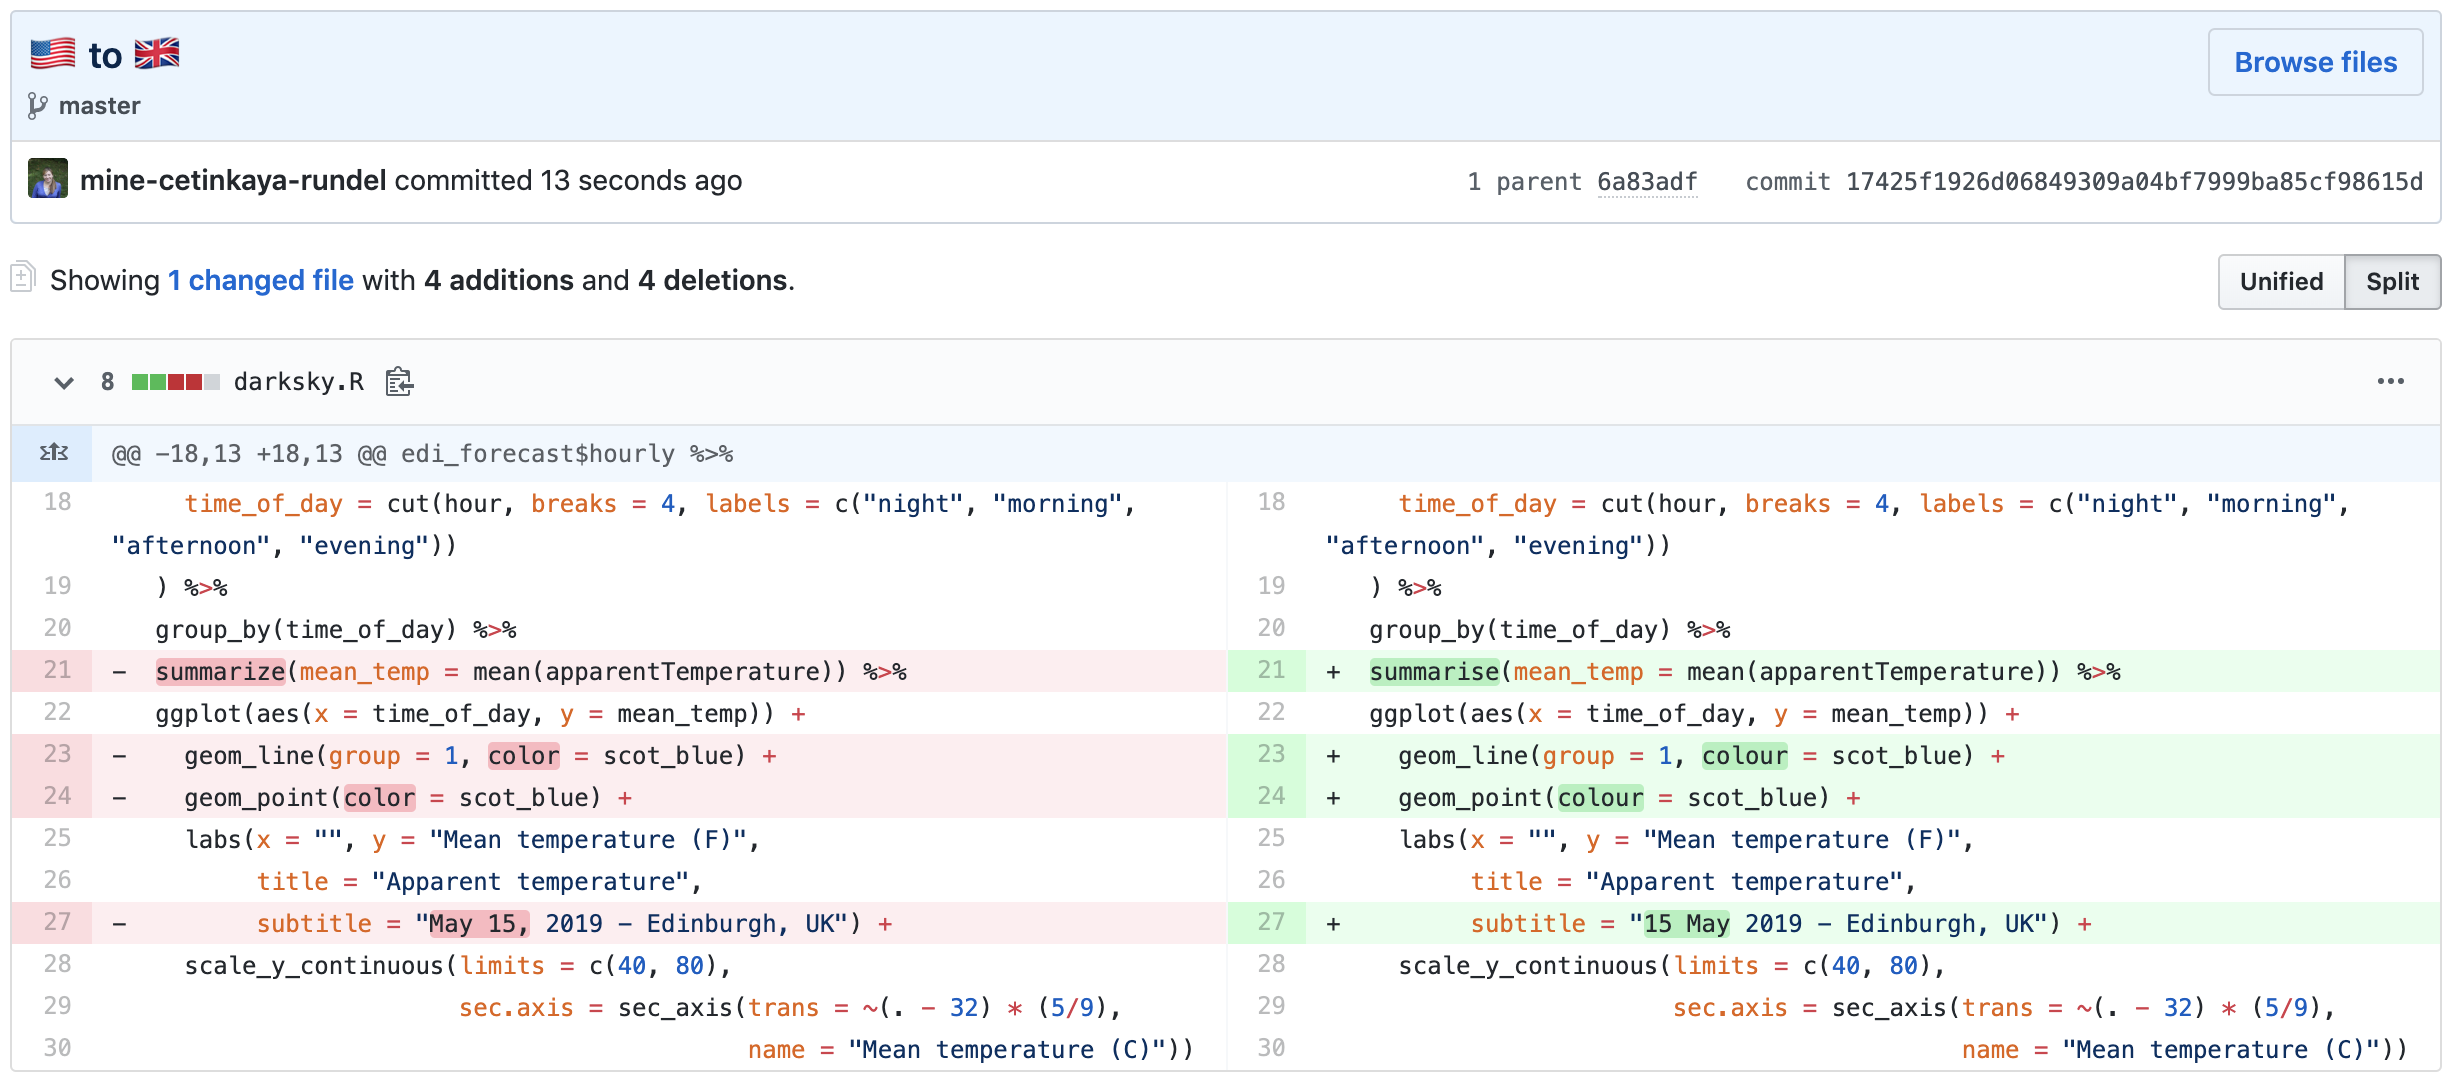 🇺🇸 to 🇬🇧
Browse files
master
mine-cetinkaya-rundel committed 13 seconds ago
1 parent 6a83adf commit 17425f1926d06849309a04bf7999ba85cf98615d
Showing 1 changed file with 4 additions and 4 deletions.
Unified Split
8 darksky.R
@@ -18,13 +18,13 @@ edi_forecast$hourly %>%
18 time_of_day = cut(hour, breaks = 4, labels = c("night", "morning",
"afternoon", "evening"))
19 ) %>%
20 group_by(time_of_day) %>%
21 - summarize(mean_temp = mean(apparentTemperature)) %>%
22 ggplot(aes(x = time_of_day, y = mean_temp)) +
23 - geom_line(group = 1, color = scot_blue) +
24 - geom_point(color = scot_blue) +
25 labs(x = "", y = "Mean temperature (F)",
26 title = "Apparent temperature",
27 - subtitle = "May 15, 2019 - Edinburgh, UK") +
28 scale_y_continuous(limits = c(40, 80),
29 sec.axis = sec_axis(trans = ~(. - 32) * (5/9),
30 name = "Mean temperature (C)"))
18 time_of_day = cut(hour, breaks = 4, labels = c("night", "morning",
"afternoon", "evening"))
19 ) %>%
20 group_by(time_of_day) %>%
21 + summarise(mean_temp = mean(apparentTemperature)) %>%
22 ggplot(aes(x = time_of_day, y = mean_temp)) +
23 + geom_line(group = 1, colour = scot_blue) +
24 + geom_point(colour = scot_blue) +
25 labs(x = "", y = "Mean temperature (F)",
26 title = "Apparent temperature",
27 + subtitle = "15 May 2019 - Edinburgh, UK") +
28 scale_y_continuous(limits = c(40, 80),
29 sec.axis = sec_axis(trans = ~(. - 32) * (5/9),
30 name = "Mean temperature (C)"))